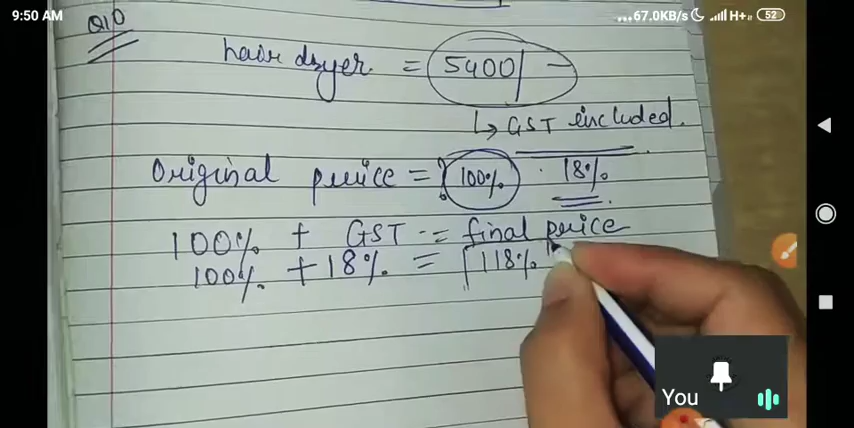 9:50 AM ...67.0KB/s H+ 52
Q10
hair dryer = 5400/-
↳ GST included.
Original price = ? 100% . 18%
100% + GST = final price
100% + 18% = 118%
You